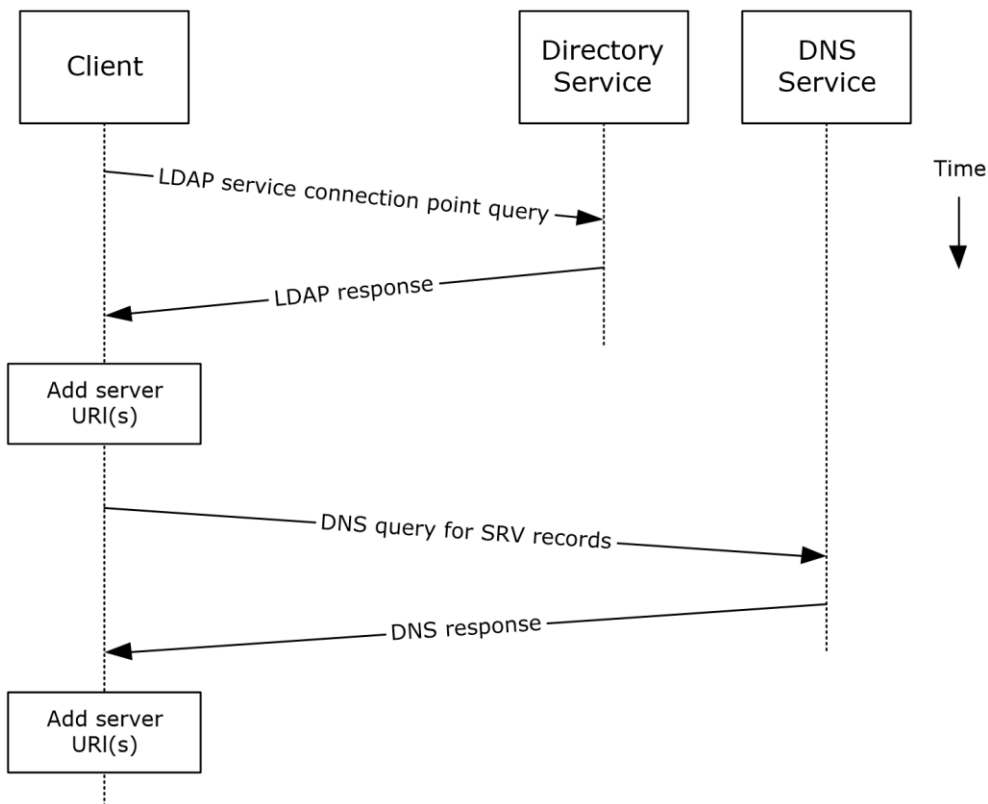 Client
Directory
Service
DNS
Service
Time
LDAP service connection point query
LDAP response
Add server
URI(s)
DNS query for SRV records
DNS response
Add server
URI(s)